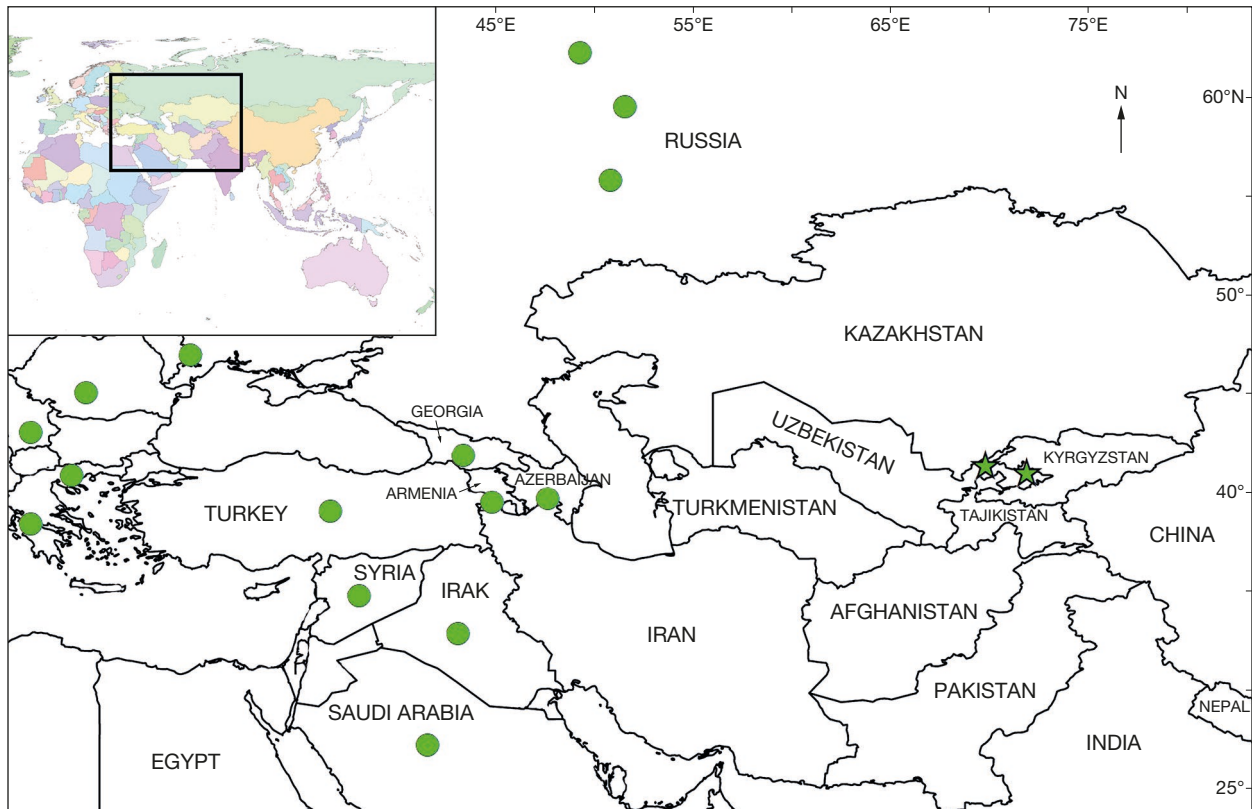 45°E 55°E 65°E 75°E
60°N
N
RUSSIA
50°
KAZAKHSTAN
GEORGIA
UZBEKISTAN
KYRGYZSTAN
ARMENIA
AZERBAIJAN
40°
TURKEY
TURKMENISTAN
TAJIKISTAN
CHINA
SYRIA
IRAK
AFGHANISTAN
IRAN
PAKISTAN
NEPAL
SAUDI ARABIA
INDIA
EGYPT
25°